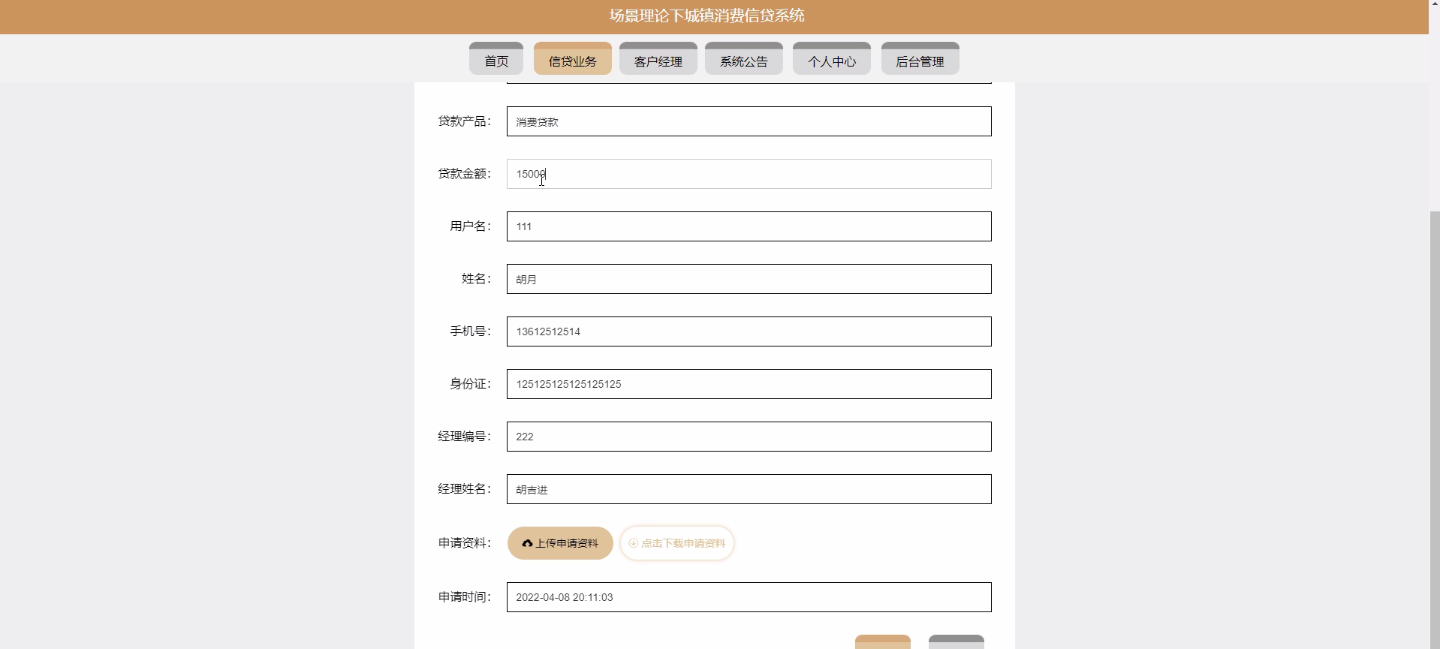 场景理论下城镇消费信贷系统
首页 信贷业务 客户经理 系统公告 个人中心 后台管理
贷款产品： 消费贷款
贷款金额： 15000
用户名： 111
姓名： 胡月
手机号： 13612512514
身份证： 125125125125125125
经理编号： 222
经理姓名： 胡吉进
申请资料： 上传申请资料 点击下载申请资料
申请时间： 2022-04-08 20:11:03